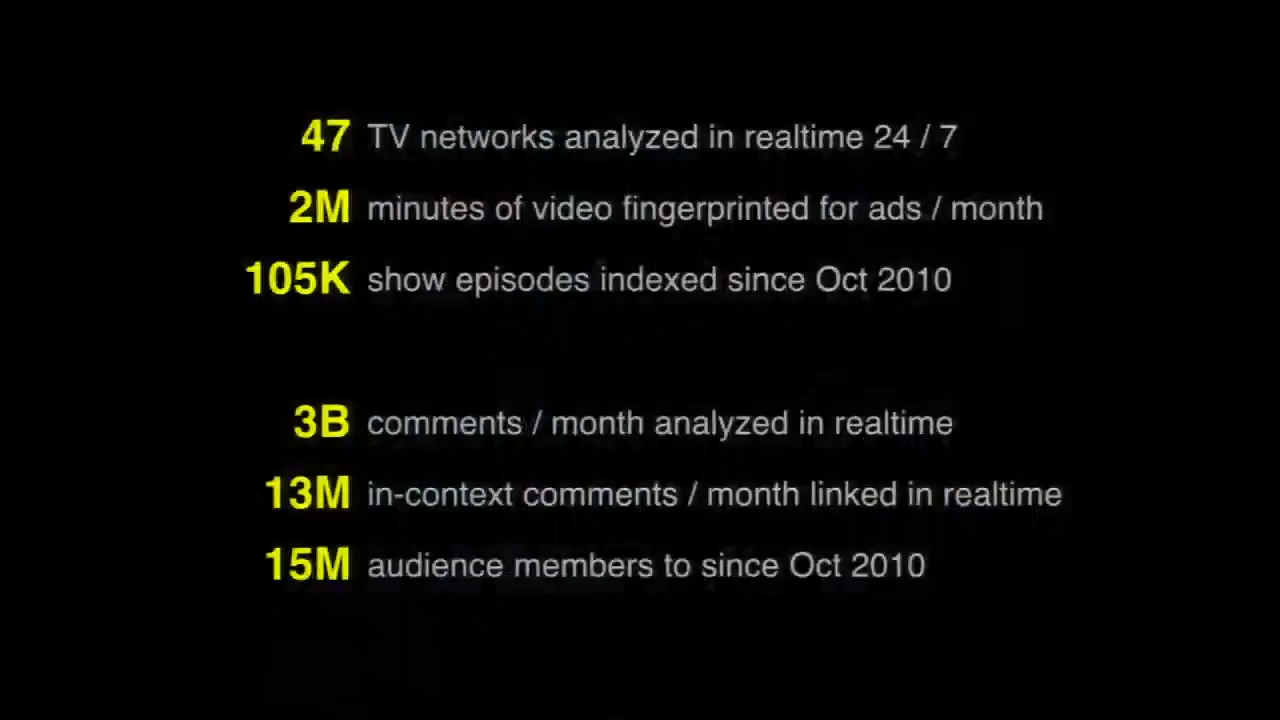 47 TV networks analyzed in realtime 24 / 7
2M minutes of video fingerprinted for ads / month
105K show episodes indexed since Oct 2010
3B comments / month analyzed in realtime
13M in-context comments / month linked in realtime
15M audience members to since Oct 2010